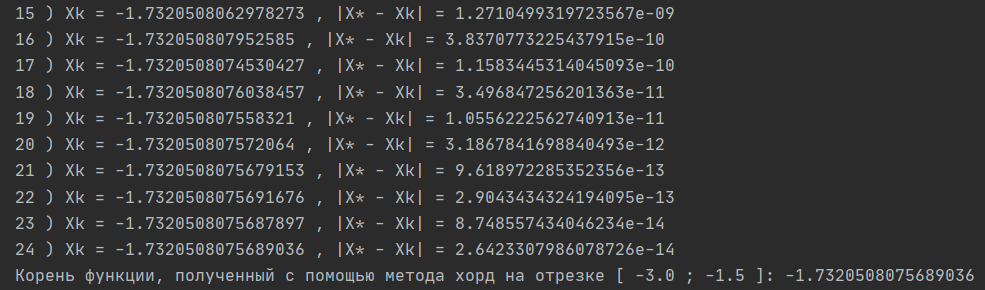 15 ) Xk = -1.7320508062978273 , |X* - Xk| = 1.2710499319723567e-09
16 ) Xk = -1.732050807952585 , |X* - Xk| = 3.8370773225437915e-10
17 ) Xk = -1.7320508074530427 , |X* - Xk| = 1.1583445314045093e-10
18 ) Xk = -1.7320508076038457 , |X* - Xk| = 3.496847256201363e-11
19 ) Xk = -1.732050807558321 , |X* - Xk| = 1.0556222562740913e-11
20 ) Xk = -1.732050807572064 , |X* - Xk| = 3.1867841698840493e-12
21 ) Xk = -1.7320508075679153 , |X* - Xk| = 9.618972285352356e-13
22 ) Xk = -1.7320508075691676 , |X* - Xk| = 2.9043434324194095e-13
23 ) Xk = -1.7320508075687897 , |X* - Xk| = 8.748557434046234e-14
24 ) Xk = -1.7320508075689036 , |X* - Xk| = 2.6423307986078726e-14
Корень функции, полученный с помощью метода хорд на отрезке [ -3.0 ; -1.5 ]: -1.7320508075689036